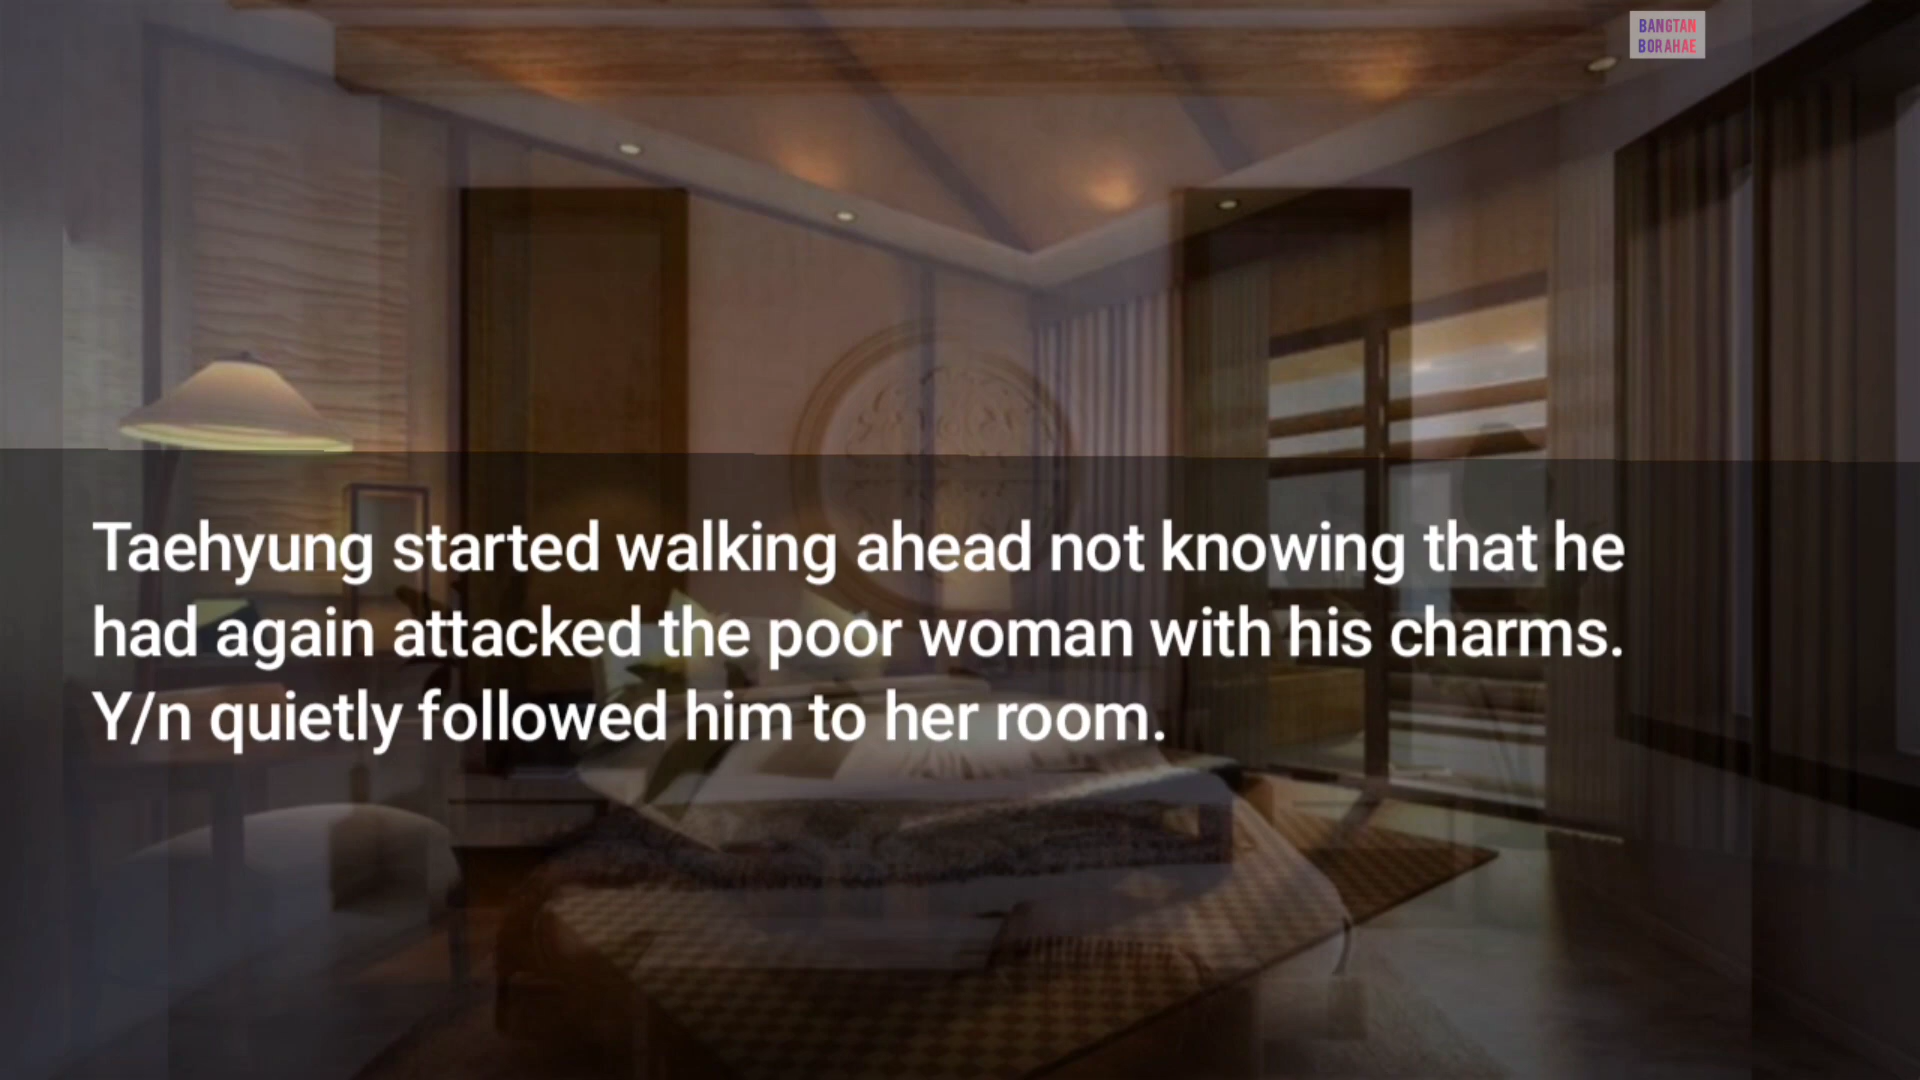 BANGTAN
BORAHAE
Taehyung started walking ahead not knowing that he
had again attacked the poor woman with his charms.
Y/n quietly followed him to her room.